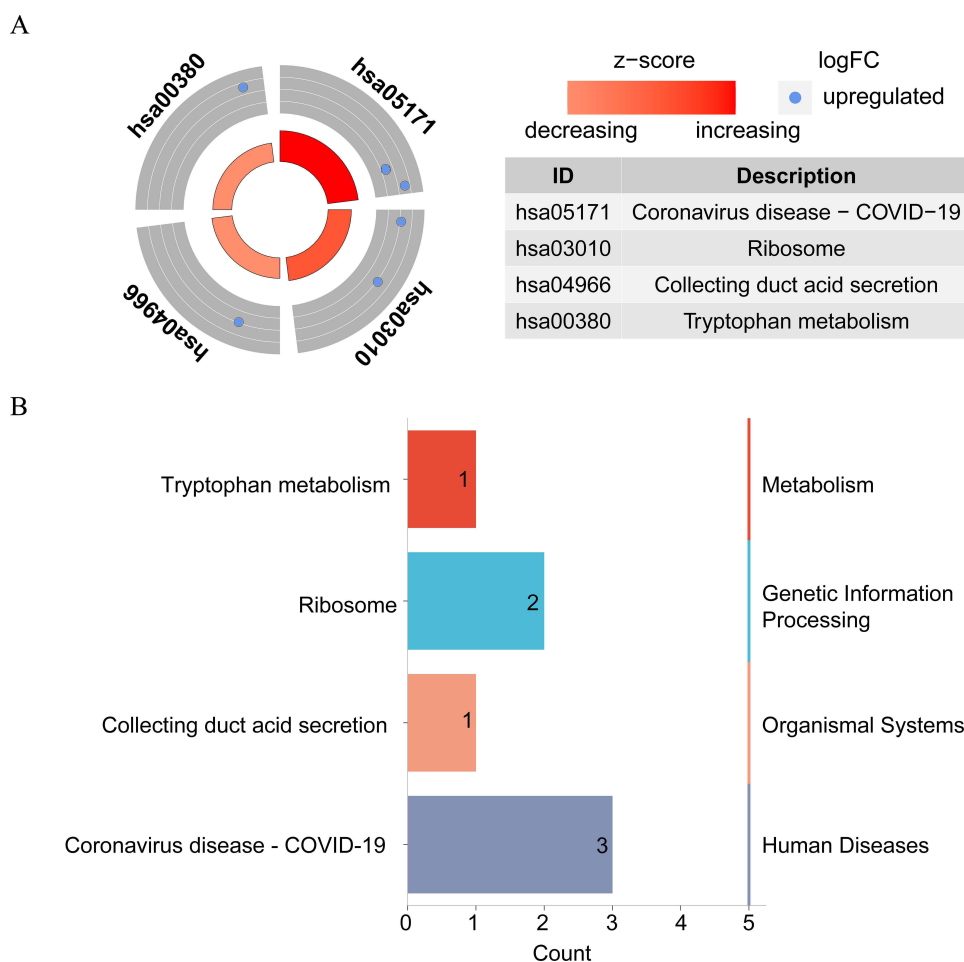 A
hsa00380
hsa05171
hsa04966
hsa03010
z−score
decreasing
increasing
logFC
upregulated
ID Description
hsa05171 Coronavirus disease − COVID−19
hsa03010 Ribosome
hsa04966 Collecting duct acid secretion
hsa00380 Tryptophan metabolism
B
Tryptophan metabolism
1
Metabolism
Ribosome
2
Genetic Information
Processing
Collecting duct acid secretion
1
Organismal Systems
Coronavirus disease - COVID-19
3
Human Diseases
0 1 2 3 4 5
Count